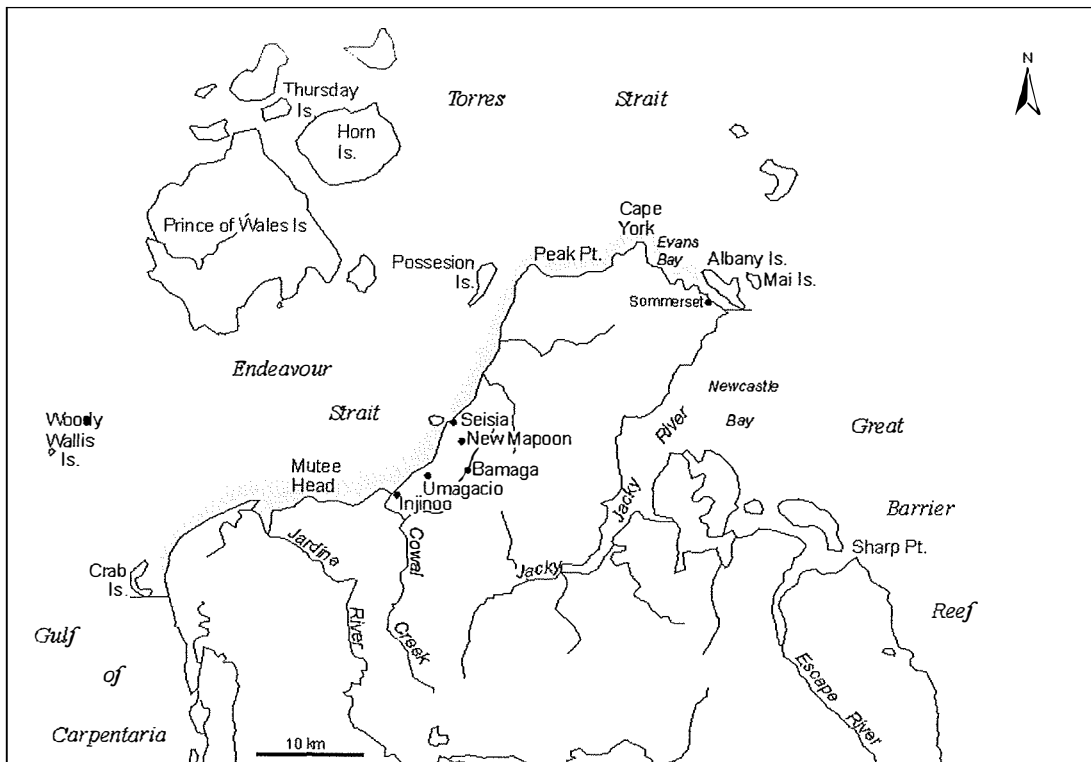 N
Thursday
Is.
Torres Strait
Horn
Is.
Cape
York
Prince of Wales Is
Evans
Bay
Peak Pt.
Albany Is.
Possesion
Is.
Mai Is.
Sommerset
Endeavour
Strait
Newcastle
Bay
Woody
Wallis
Is.
Seisia
New Mapoon
Great
River
Mutee
Head
Bamaga
Umagacio
Injinoo
Jacky
Barrier
Jardina
Cowal
Sharp Pt.
Crab
Is.
Jacky
Reef
Gulf
of
Carpentaria
River
Creek
Escape
River
10 km